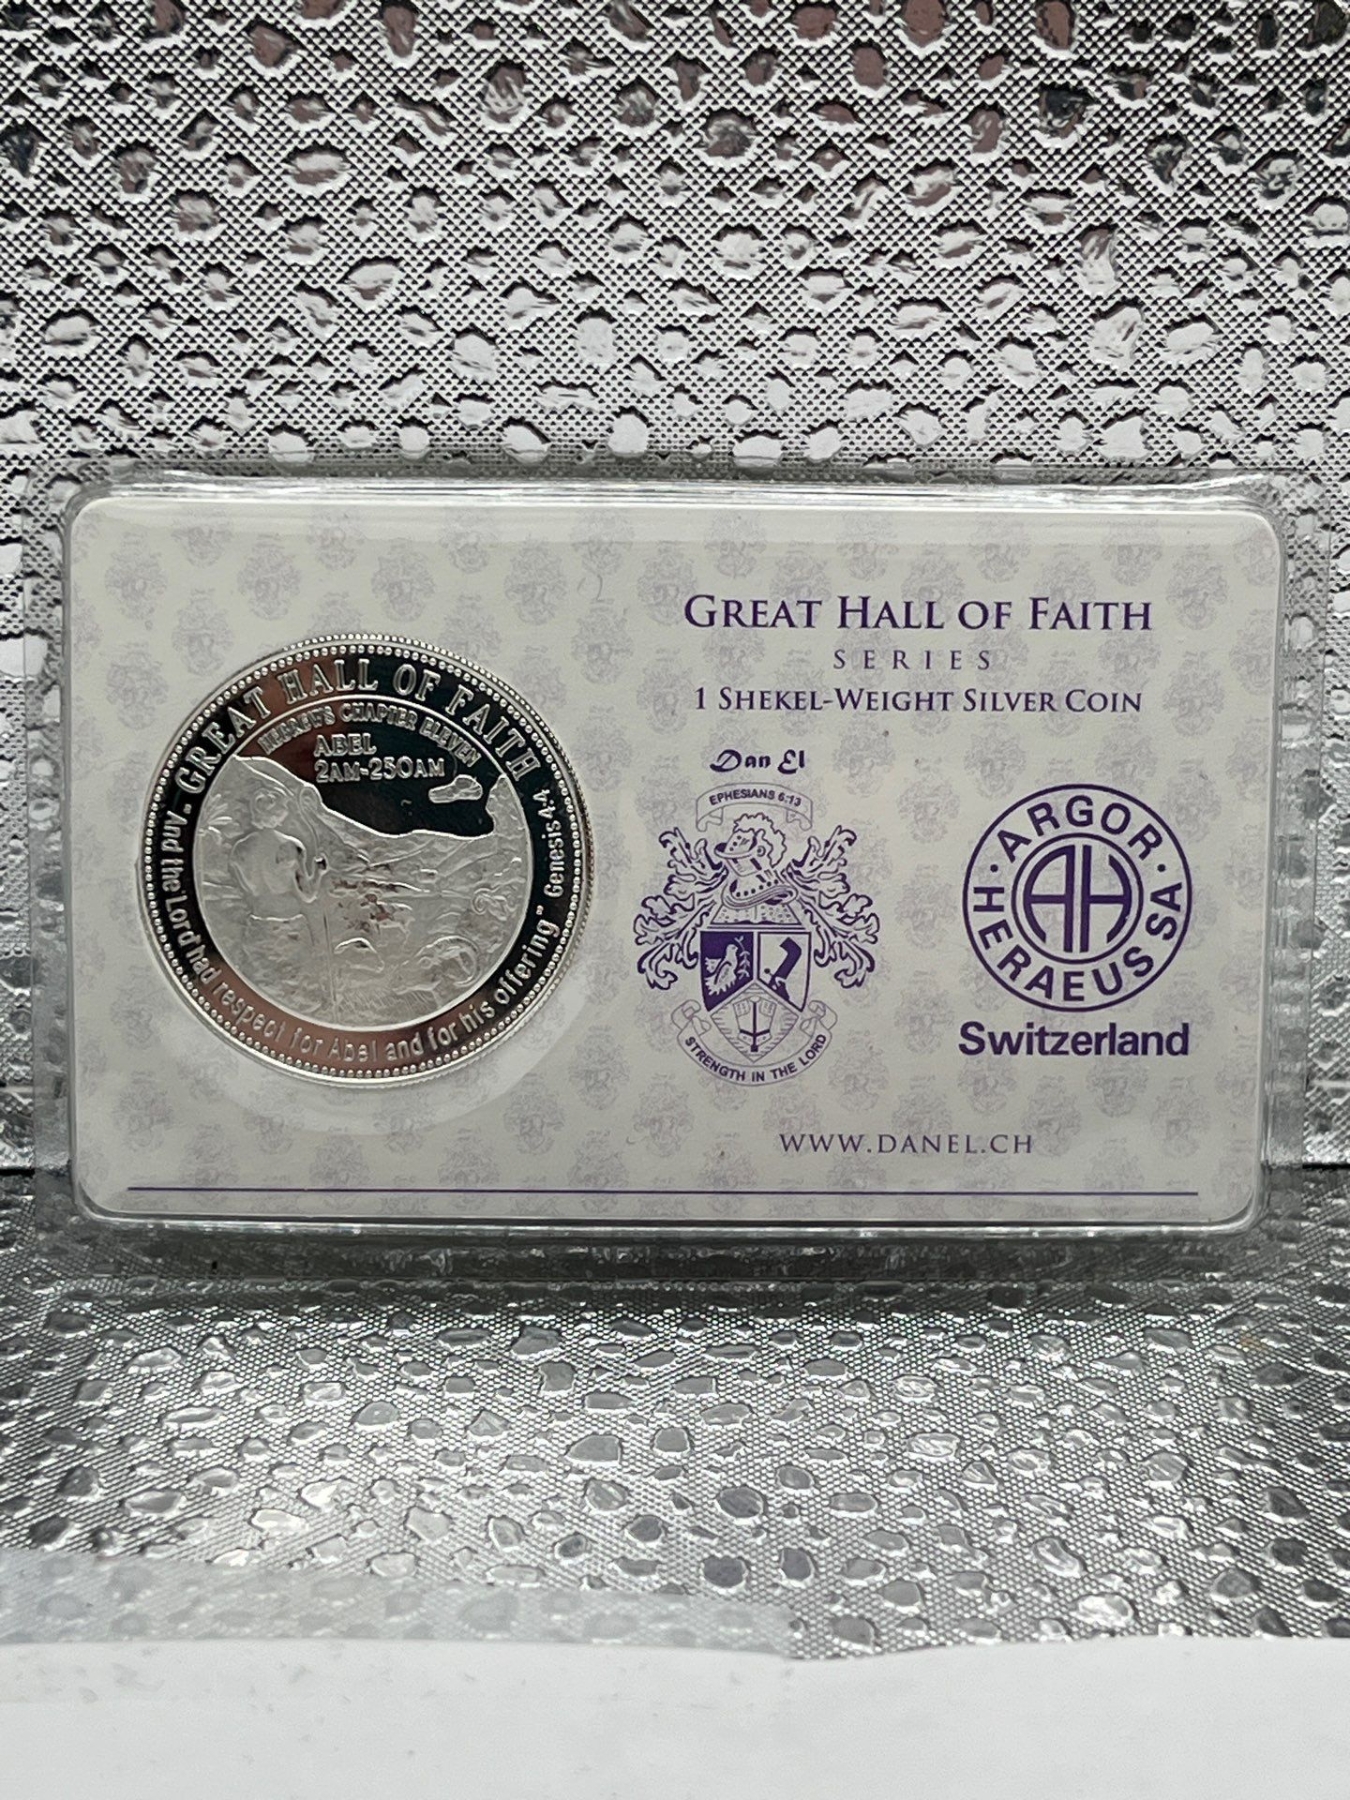 GREAT HALL OF FAITH
HEBREWS CHAPTER ELEVEN
ABEL
2AM-250AM
"And the Lord had respect for Abel and for his offering" Genesis 4:4
GREAT HALL OF FAITH
SERIES
1 SHEKEL-WEIGHT SILVER COIN
Dan El
EPHESIANS 6:13
STRENGTH IN THE LORD
ARGOR
HERAEUS SA
AH
Switzerland
WWW.DANEL.CH